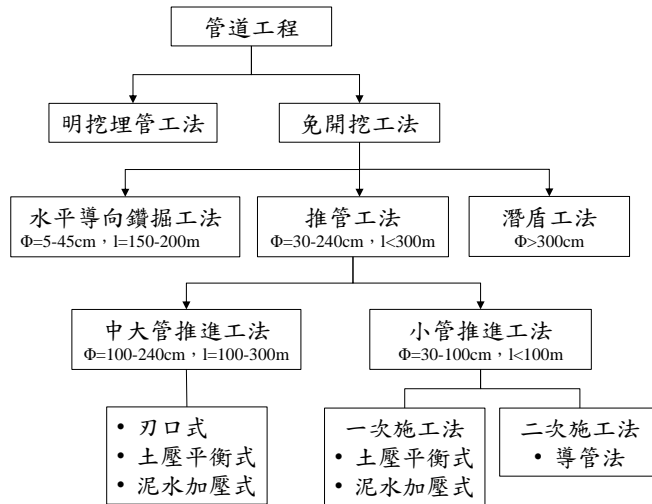 管道工程
明挖埋管工法
免開挖工法
水平導向鑽掘工法
Φ=5-45cm，l=150-200m
推管工法
Φ=30-240cm，l<300m
潛盾工法
Φ>300cm
中大管推進工法
Φ=100-240cm，l=100-300m
小管推進工法
Φ=30-100cm，l<100m
• 刃口式
• 土壓平衡式
• 泥水加壓式
一次施工法
• 土壓平衡式
• 泥水加壓式
二次施工法
• 導管法